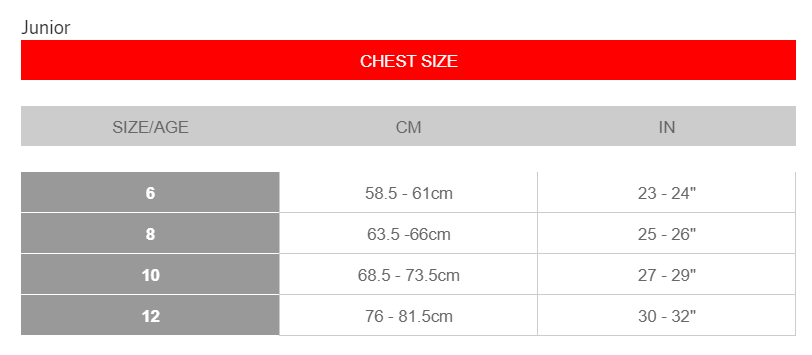 Junior
CHEST SIZE
SIZE/AGE CM IN
6 58.5 - 61cm 23 - 24"
8 63.5 -66cm 25 - 26"
10 68.5 - 73.5cm 27 - 29"
12 76 - 81.5cm 30 - 32"